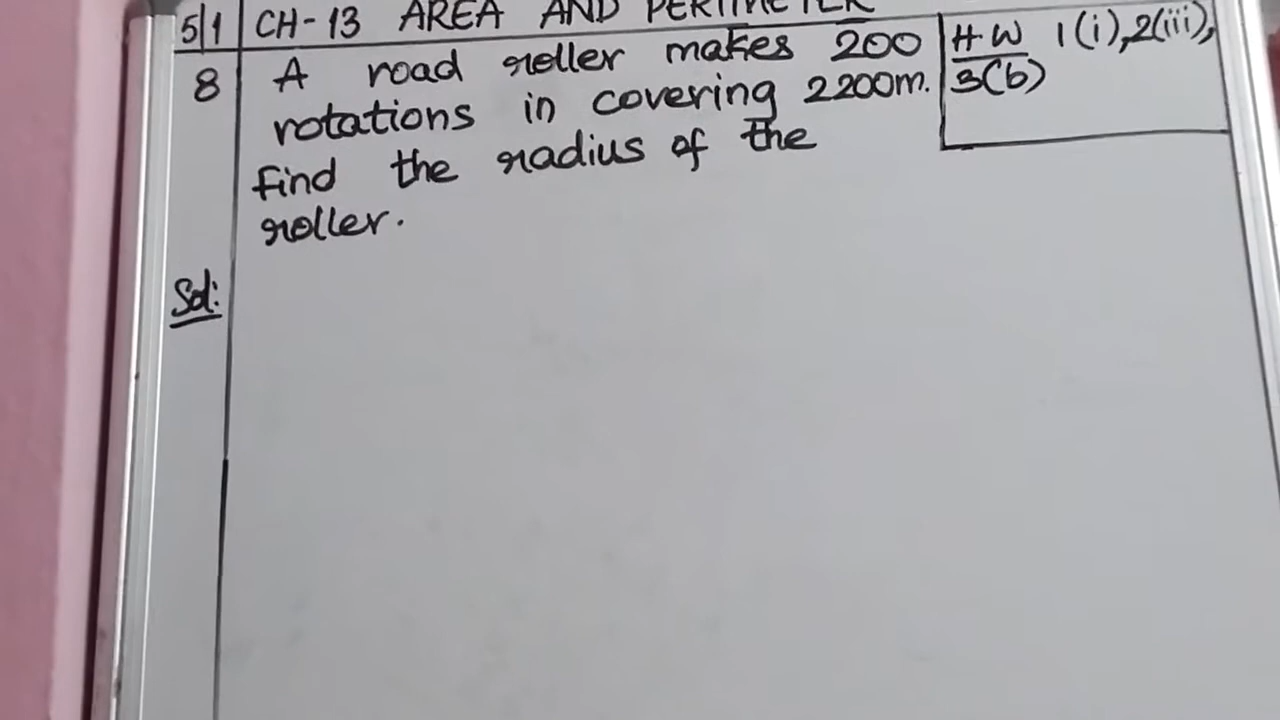 5|1 CH-13 AREA AND PERIMETER
8 A road roller makes 200
rotations in covering 2200m.
find the radius of the
roller.
H·W 1(i),2(iii),
3(b)
Sol: